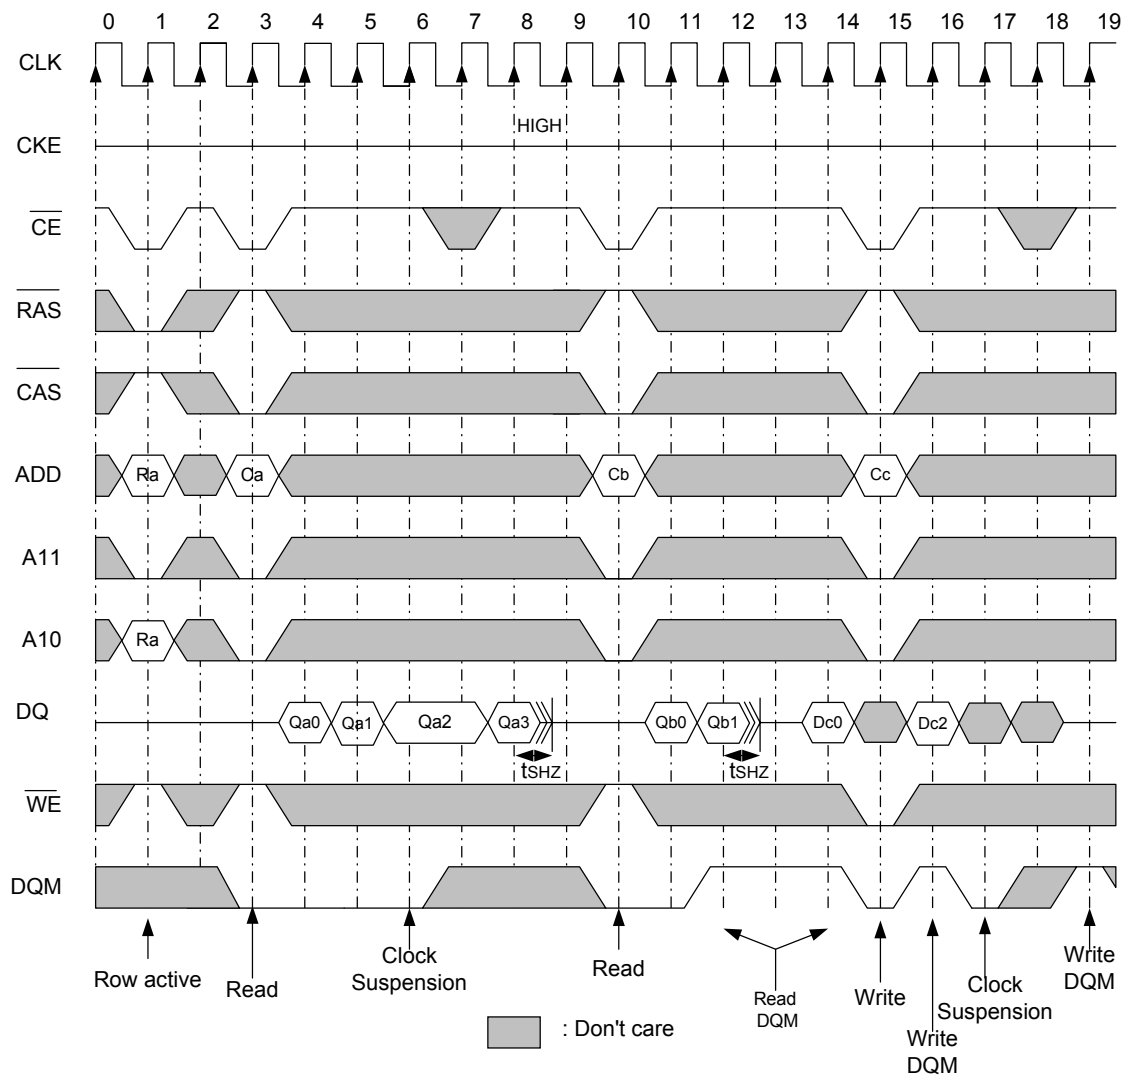 0 1 2 3 4 5 6 7 8 9 10 11 12 13 14 15 16 17 18 19
CLK
HIGH
CKE
CE
RAS
CAS
ADD Ra Ca Cb Cc
A11
A10 Ra
DQ Qa0 Qa1 Qa2 Qa3 Qb0 Qb1 Dc0 Dc2
tSHZ tSHZ
WE
DQM
Row active
Read
Clock
Suspension
Read
Read
DQM
Write
Write
DQM
Clock
Suspension
Write
DQM
: Don't care